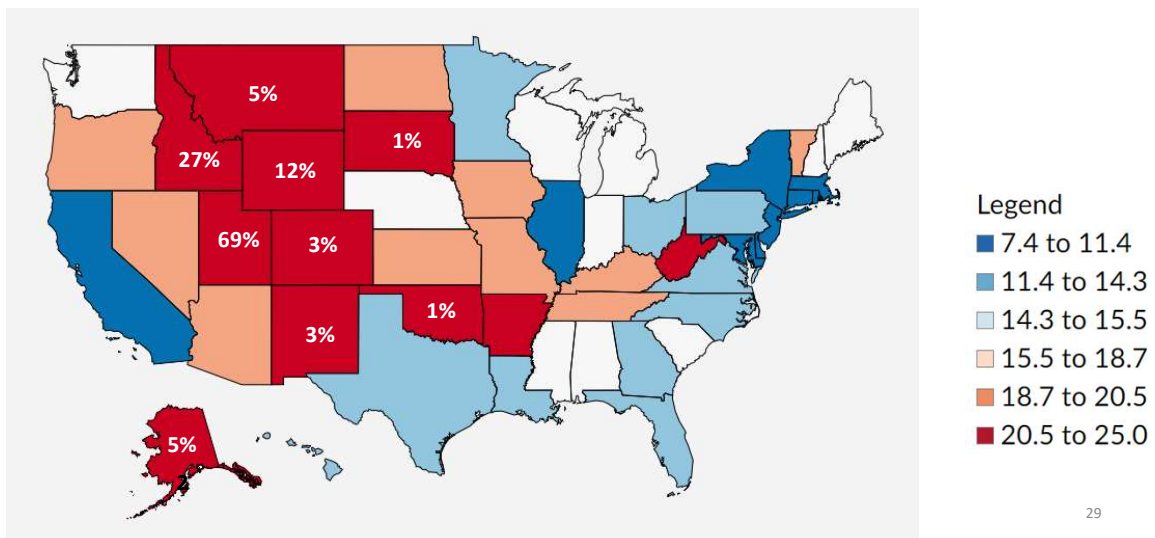 5%
1%
27%
12%
69%
3%
1%
3%
5%
Legend
7.4 to 11.4
11.4 to 14.3
14.3 to 15.5
15.5 to 18.7
18.7 to 20.5
20.5 to 25.0
29